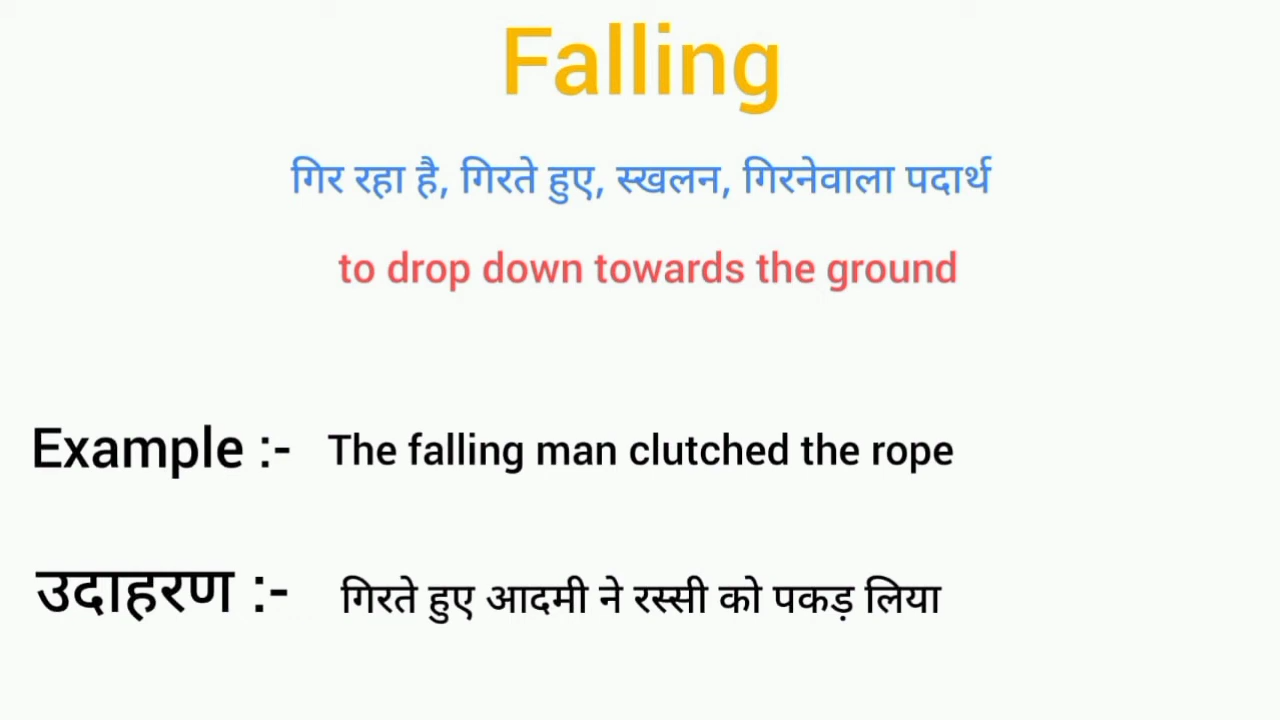 Falling
गिर रहा है, गिरते हुए, स्खलन, गिरनेवाला पदार्थ
to drop down towards the ground
Example :- The falling man clutched the rope
उदाहरण :- गिरते हुए आदमी ने रस्सी को पकड़ लिया